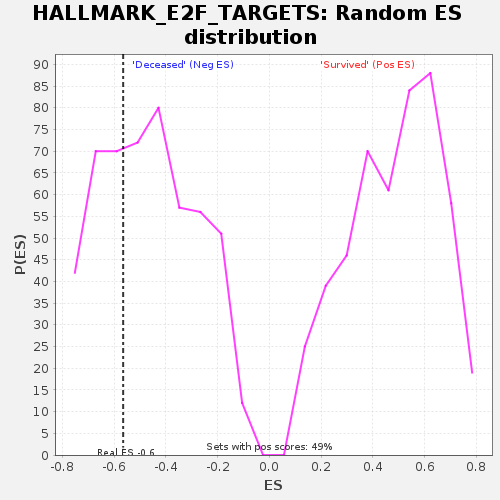 HALLMARK_E2F_TARGETS: Random ES
distribution
'Deceased' (Neg ES)
'Survived' (Pos ES)
90
85
80
75
70
65
60
55
50
45
40
35
30
25
20
15
10
5
0
P(ES)
Real ES -0.6
Sets with pos scores: 49%
-0.8 -0.6 -0.4 -0.2 0.0 0.2 0.4 0.6 0.8
ES